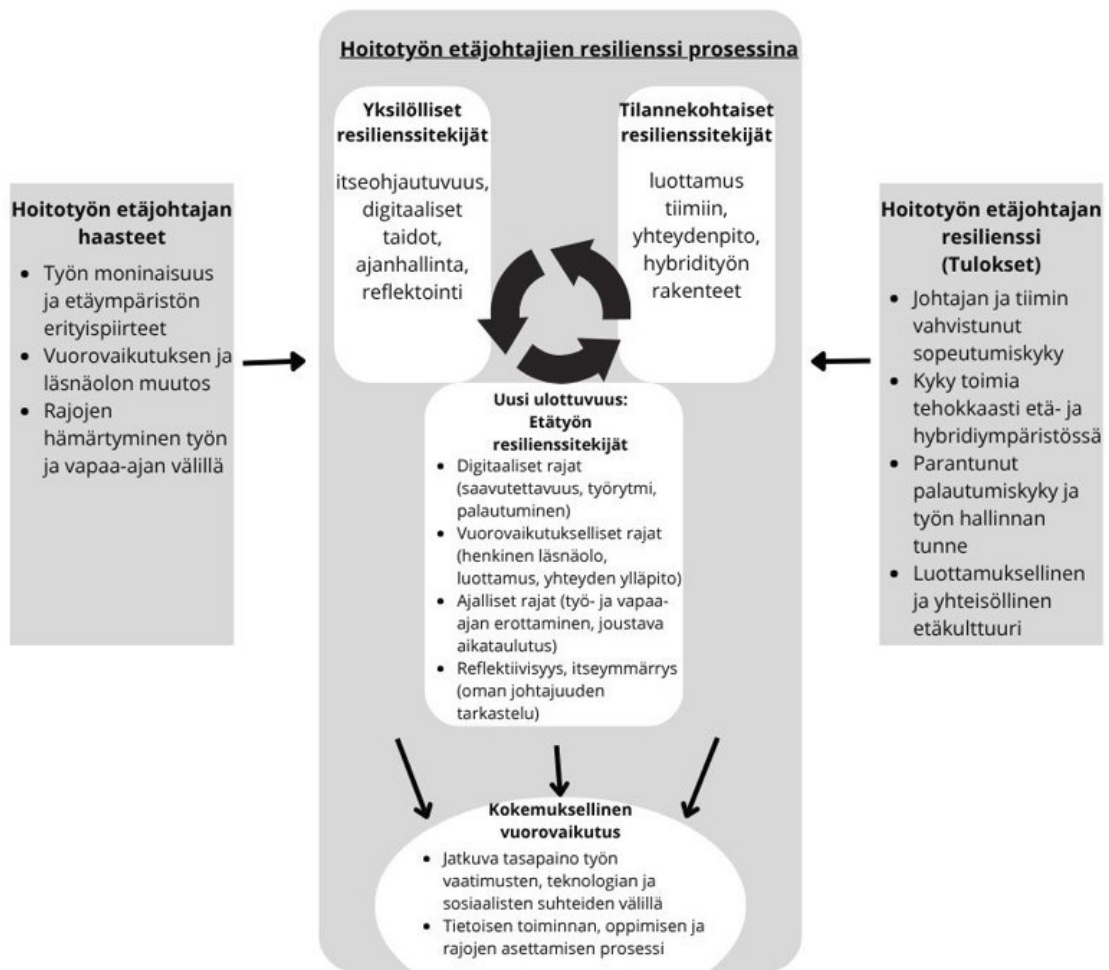 Hoitotyön etäjohtajien resilienssi prosessina
Yksilölliset
resilienssitekijät
itseohjautuvuus,
digitaaliset
taidot,
ajanhallinta,
reflektointi
Tilannekohtaiset
resilienssitekijät
luottamus
tiimiin,
yhteydenpito,
hybridityön
rakenteet
Hoitotyön etäjohtajan
haasteet
• Työn moninaisuus
ja etäympäristön
erityispiirteet
• Vuorovaikutuksen ja
läsnäolon muutos
• Rajojen
hämärtyminen työn
ja vapaa-ajan välillä
Uusi ulottuvuus:
Etätyön
resilienssitekijät
• Digitaaliset rajat
(saavutettavuus, työrytmi,
palautuminen)
• Vuorovaikutukselliset rajat
(henkinen läsnäolo,
luottamus, yhteyden ylläpito)
• Ajalliset rajat (työ- ja vapaa-
ajan erottaminen, joustava
aikataulutus)
• Reflektiivisyys, itseymmärrys
(oman johtajuuden
tarkastelu)
Hoitotyön etäjohtajan
resilienssi
(Tulokset)
• Johtajan ja tiimin
vahvistunut
sopeutumiskyky
• Kyky toimia
tehokkaasti etä- ja
hybridiympäristössä
• Parantunut
palautumiskyky ja
työn hallinnan
tunne
• Luottamuksellinen
ja yhteisöllinen
etäkulttuuri
Kokemuksellinen
vuorovaikutus
• Jatkuva tasapaino työn
vaatimusten, teknologian ja
sosiaalisten suhteiden välillä
• Tietoisen toiminnan, oppimisen ja
rajojen asettamisen prosessi